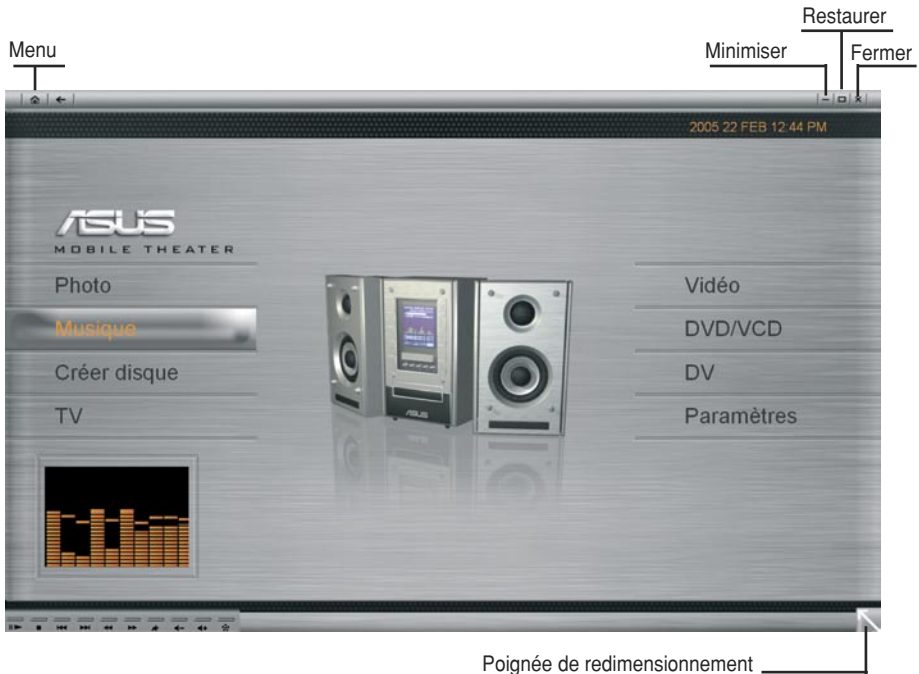 Restaurer
Menu
Minimiser
Fermer
2005 22 FEB 12:44 PM
ASUS
MOBILE THEATER
Photo
Musique
Créer disque
TV
Vidéo
DVD/VCD
DV
Paramètres
ASUS
Poignée de redimensionnement